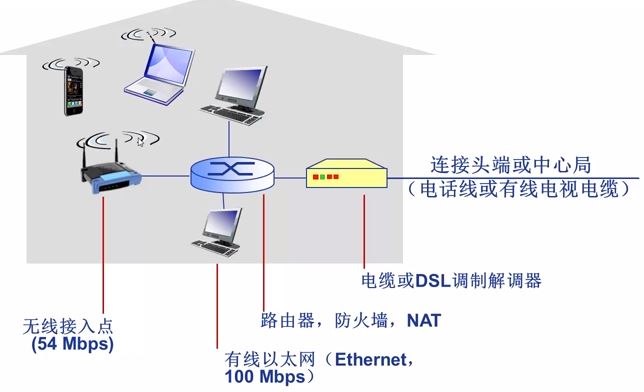 连接头端或中心局
（电话线或有线电视电缆）
电缆或DSL调制解调器
无线接入点
(54 Mbps)
路由器，防火墙，NAT
有线以太网（Ethernet，
100 Mbps）